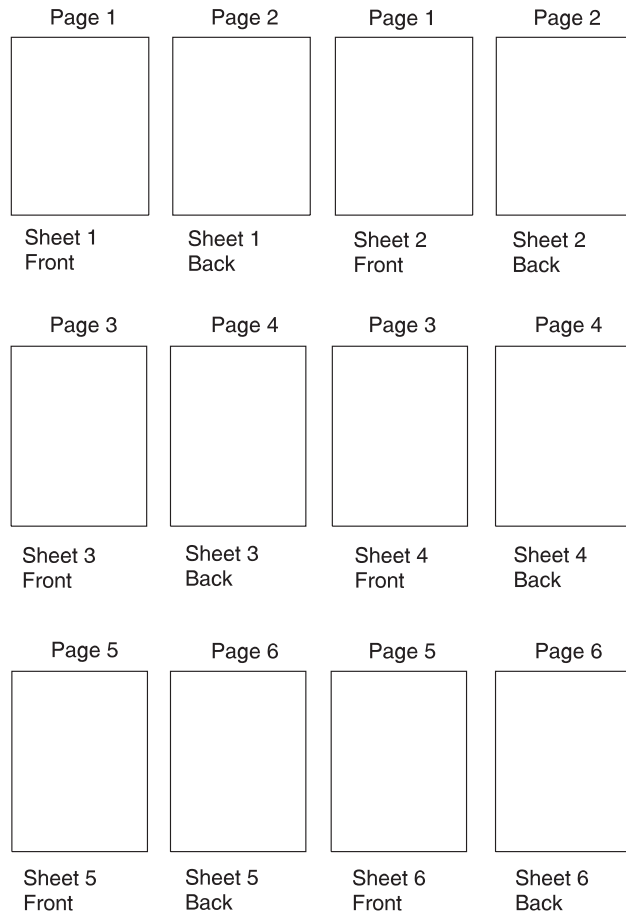 Page 1 Page 2 Page 1 Page 2
Sheet 1 Sheet 1 Sheet 2 Sheet 2
Front Back Front Back
Page 3 Page 4 Page 3 Page 4
Sheet 3 Sheet 3 Sheet 4 Sheet 4
Front Back Front Back
Page 5 Page 6 Page 5 Page 6
Sheet 5 Sheet 5 Sheet 6 Sheet 6
Front Back Front Back